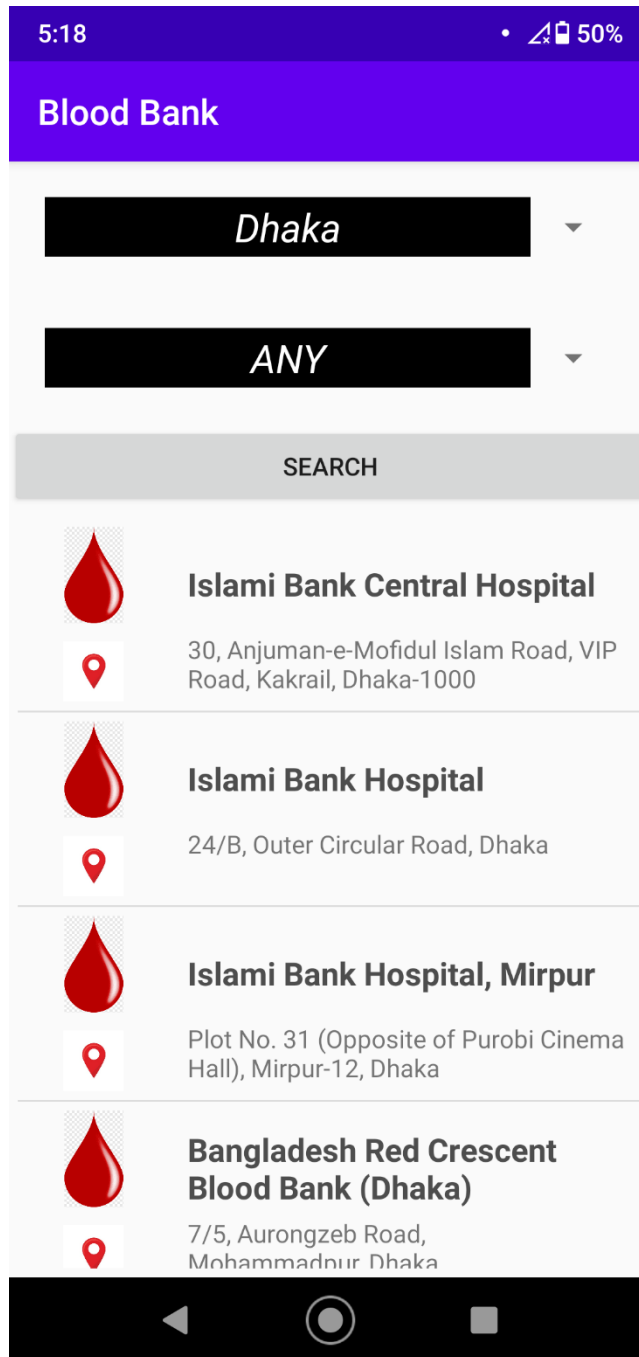 5:18
50%
Blood Bank
Dhaka
ANY
SEARCH
Islami Bank Central Hospital
30, Anjuman-e-Mofidul Islam Road, VIP
Road, Kakrail, Dhaka-1000
Islami Bank Hospital
24/B, Outer Circular Road, Dhaka
Islami Bank Hospital, Mirpur
Plot No. 31 (Opposite of Purobi Cinema
Hall), Mirpur-12, Dhaka
Bangladesh Red Crescent
Blood Bank (Dhaka)
7/5, Aurongzeb Road,
Mohammadpur, Dhaka